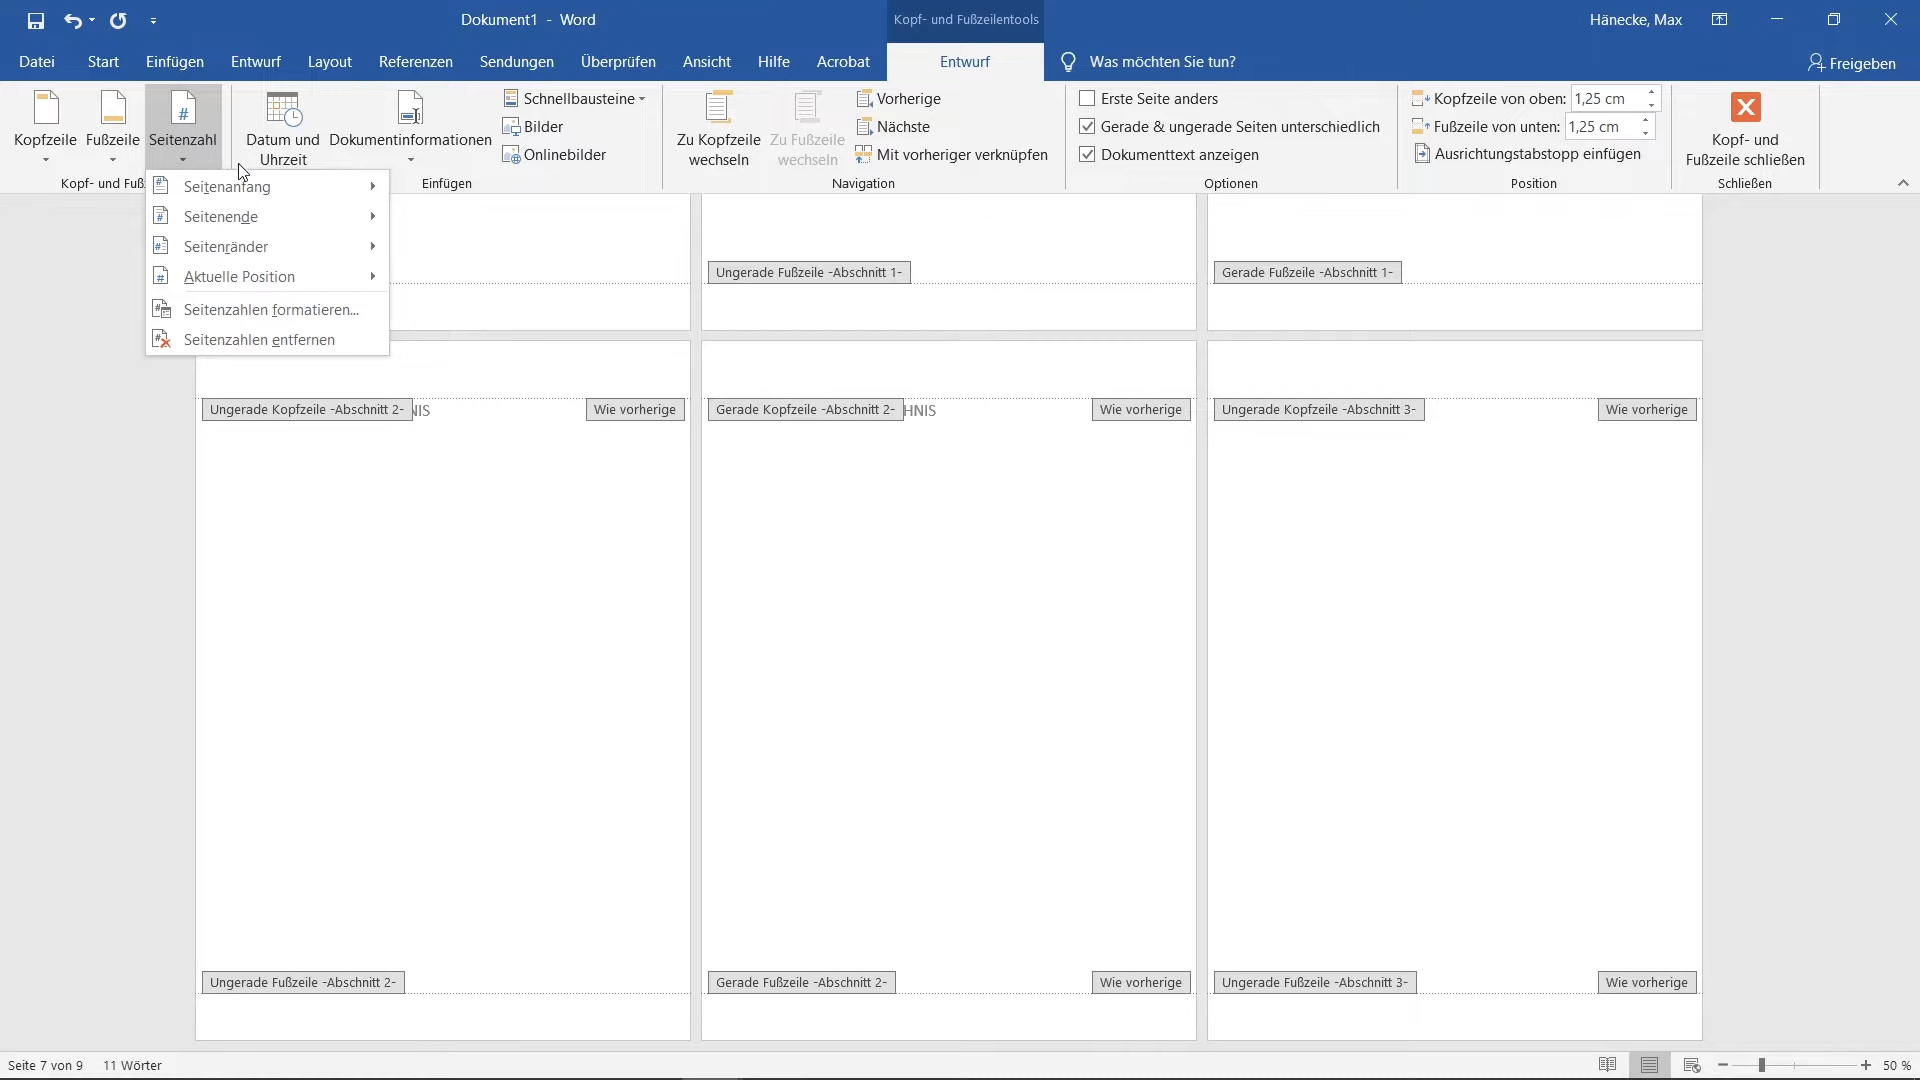 Dokument1 - Word
Kopf- und Fußzeilentools
Hänecke, Max
Datei Start Einfügen Entwurf Layout Referenzen Sendungen Überprüfen Ansicht Hilfe Acrobat Entwurf Was möchten Sie tun? Freigeben
Kopfzeile
Fußzeile
Seitenzahl
Datum und
Uhrzeit
Dokumentinformationen
Schnellbausteine
Bilder
Onlinebilder
Zu Kopfzeile
wechseln
Zu Fußzeile
wechseln
Vorherige
Nächste
Mit vorheriger verknüpfen
Erste Seite anders
Gerade & ungerade Seiten unterschiedlich
Dokumenttext anzeigen
Kopfzeile von oben: 1,25 cm
Fußzeile von unten: 1,25 cm
Ausrichtungstabstopp einfügen
Kopf- und
Fußzeile schließen
Kopf- und Fuß
Einfügen
Navigation
Optionen
Position
Schließen
Seitenanfang
Seitenende
Seitenränder
Aktuelle Position
Seitenzahlen formatieren...
Seitenzahlen entfernen
Ungerade Fußzeile -Abschnitt 1-
Gerade Fußzeile -Abschnitt 1-
Ungerade Kopfzeile -Abschnitt 2- NIS Wie vorherige
Gerade Kopfzeile -Abschnitt 2- HNIS Wie vorherige
Ungerade Kopfzeile -Abschnitt 3- Wie vorherige
Ungerade Fußzeile -Abschnitt 2-
Gerade Fußzeile -Abschnitt 2- Wie vorherige
Ungerade Fußzeile -Abschnitt 3- Wie vorherige
Seite 7 von 9 11 Wörter
50 %